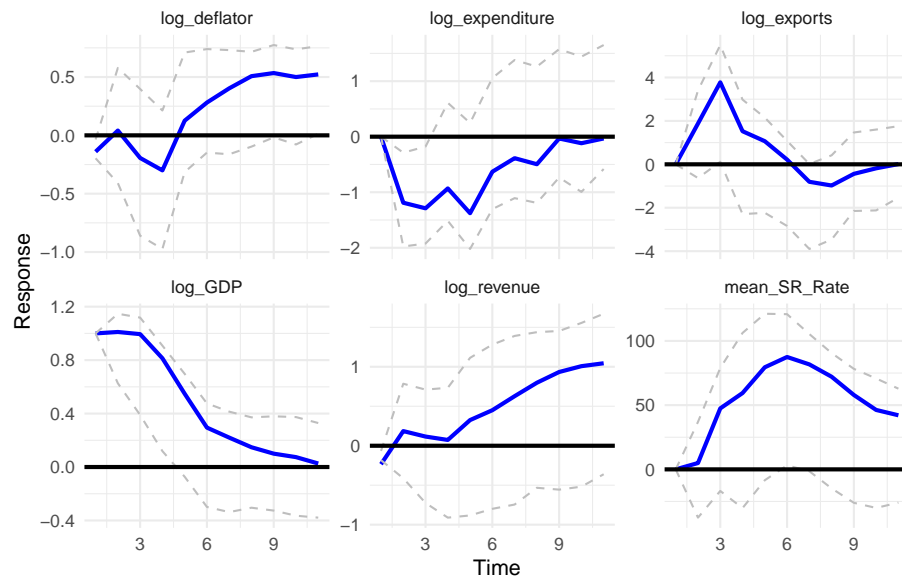 log_deflator
log_expenditure
log_exports
0.5
0.0
−0.5
−1.0
1
0
−1
−2
4
2
0
−2
−4
Response
log_GDP
log_revenue
mean_SR_Rate
1.2
0.8
0.4
0.0
−0.4
1
0
−1
100
50
0
3 6 9
3 6 9
3 6 9
Time